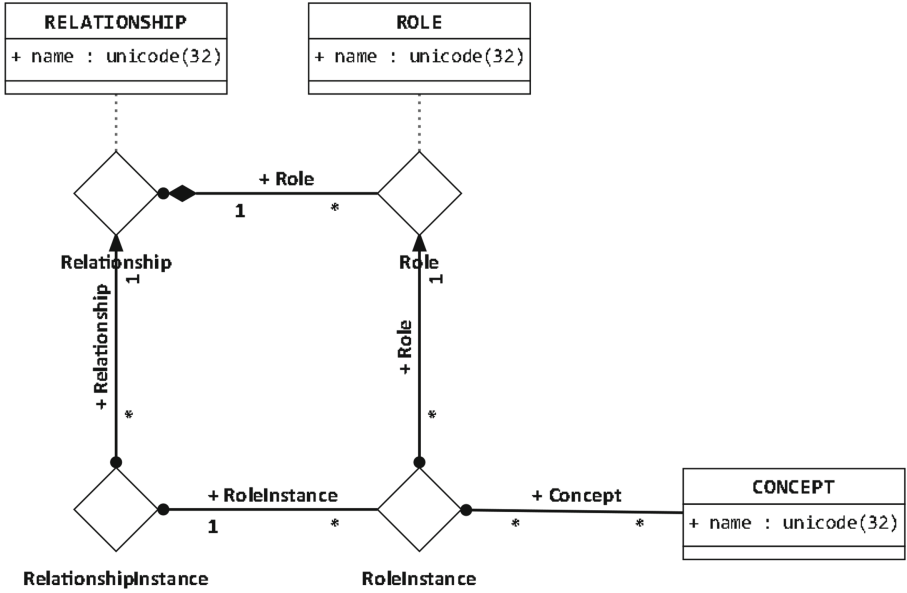 RELATIONSHIP
+ name : unicode(32)
ROLE
+ name : unicode(32)
+ Role
1
*
Relationship
1
Role
1
+ Relationship
*
+ Role
*
+ RoleInstance
1
*
+ Concept
*
*
CONCEPT
+ name : unicode(32)
RelationshipInstance
RoleInstance